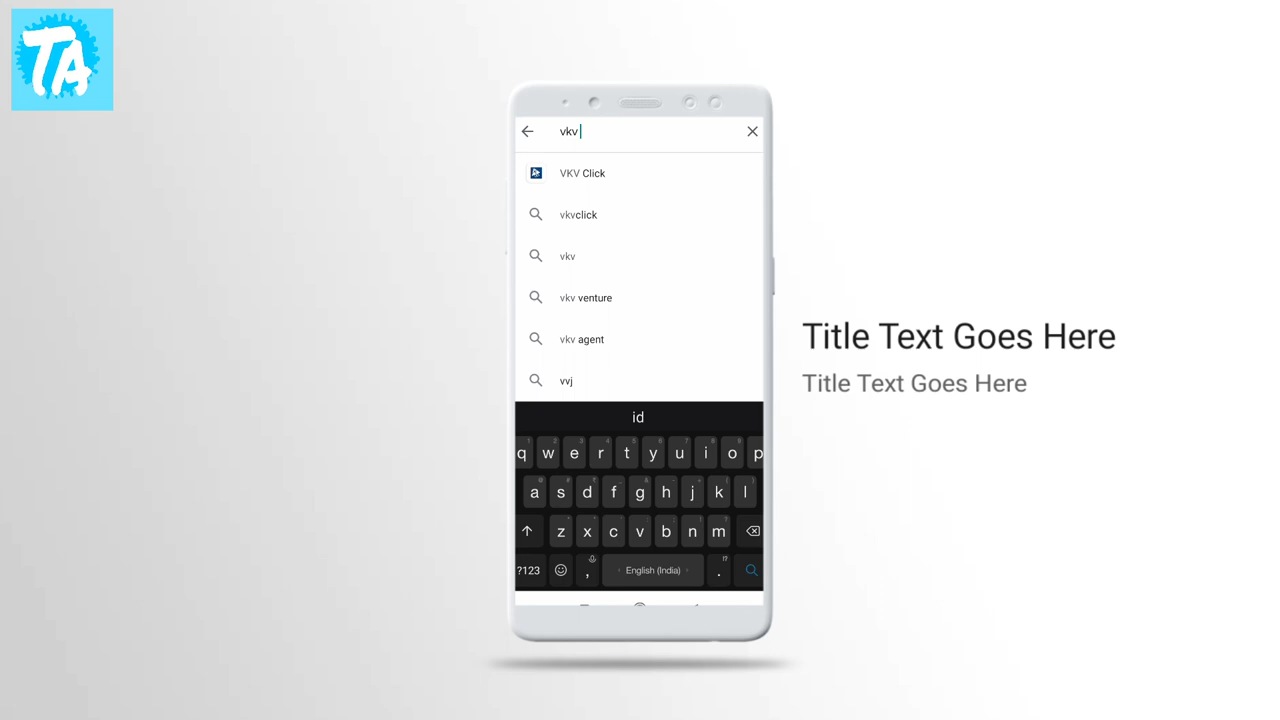 TA
vkv
VKV Click
vkvclick
vkv
vkv venture
vkv agent
vvj
Title Text Goes Here
Title Text Goes Here
id
q w e r t y u i o p
a s d f g h j k l
z x c v b n m
?123 , English (India) .